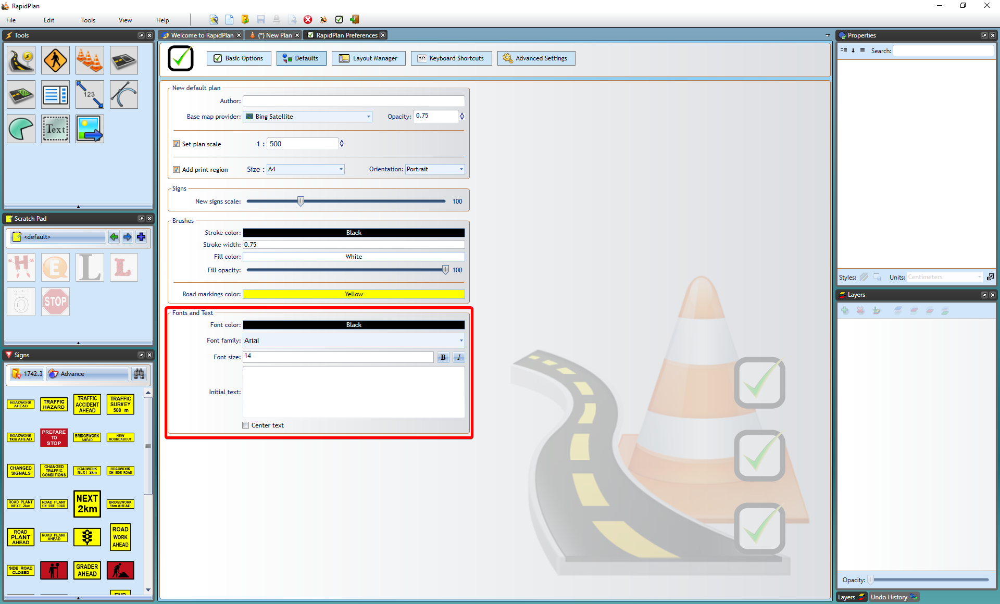 RapidPlan
File Edit Tools View Help
Tools
Welcome to RapidPlan (*) New Plan RapidPlan Preferences
Properties
Basic Options Defaults Layout Manager Keyboard Shortcuts Advanced Settings
Search:
123
Text
New default plan
Author:
Base map provider: Bing Satellite Opacity: 0.75
Set plan scale 1 : 500
Add print region Size : A4 Orientation: Portrait
Signs
New signs scale: 100
Brushes
Stroke color: Black
Stroke width: 0.75
Fill color: White
Fill opacity: 100
Road markings color: Yellow
Fonts and Text
Font color: Black
Font family: Arial
Font size: 14 B I
Initial text:
Center text
Scratch Pad
<default>
H E L L
O STOP
Signs
1742.3 Advance
ROADWORK
AHEAD
TRAFFIC
HAZARD
TRAFFIC
ACCIDENT
AHEAD
TRAFFIC
SURVEY
500 m
ROADWORK
1km AHEAD
PREPARE
TO
STOP
BRIDGEWORK
AHEAD
NEW
ROUNDABOUT
CHANGED
SIGNALS
CHANGED
TRAFFIC
CONDITIONS
ROADWORK
NEXT 2km
ROADWORK
ON SIDE ROAD
ROAD PLANT
NEXT 2km
ROAD PLANT
ON SIDE ROAD
NEXT
2km
BRIDGEWORK
1km AHEAD
ROAD
PLANT
AHEAD
ROAD PLANT
AHEAD
ROAD
WORK
AHEAD
SIDE ROAD
CLOSED
GRADER
AHEAD
Styles: Units: Centimeters
Layers
Opacity:
Layers Undo History